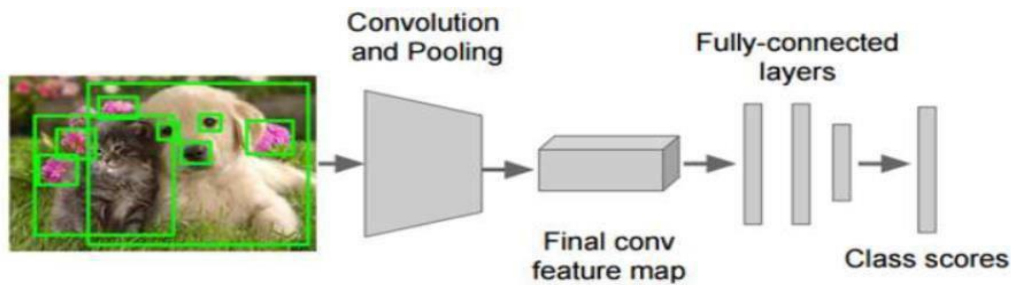 Convolution
and Pooling
Fully-connected
layers
Final conv
feature map
Class scores